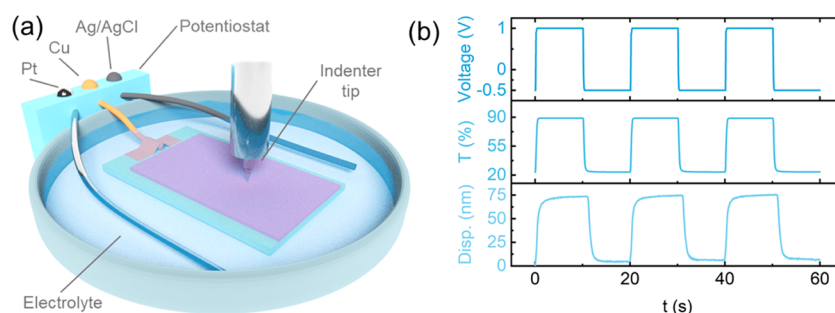 (a)
Ag/AgCl
Potentiostat
Cu
Pt
Indenter
tip
Electrolyte
(b)
Voltage (V)
1
0
-0.5
T (%)
90
55
20
Disp. (nm)
75
50
25
0
0
20
40
60
t (s)